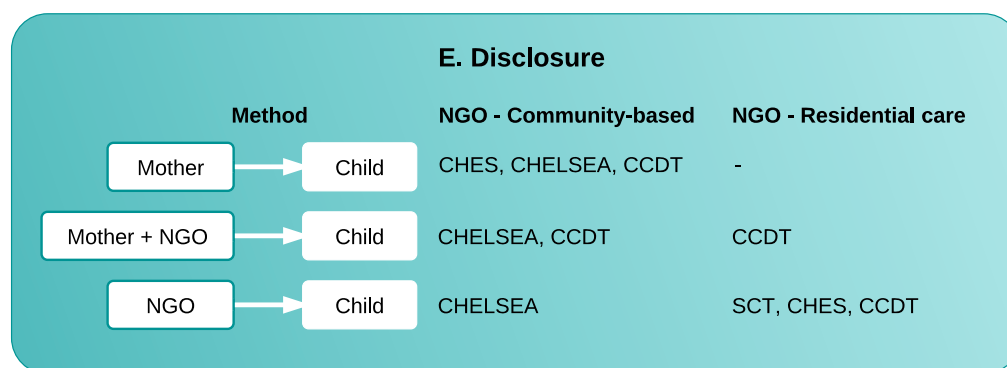 E. Disclosure
Method NGO - Community-based NGO - Residential care
Mother Child CHES, CHELSEA, CCDT -
Mother + NGO Child CHELSEA, CCDT CCDT
NGO Child CHELSEA SCT, CHES, CCDT